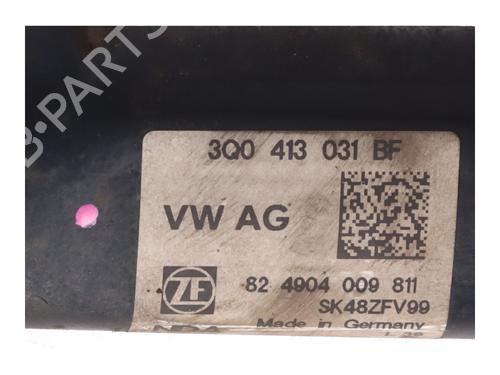 3Q0 413 031 BF
VW AG
ZF
82 4904 009 811
SK48ZFV99
Made in Germany
B-PARTS